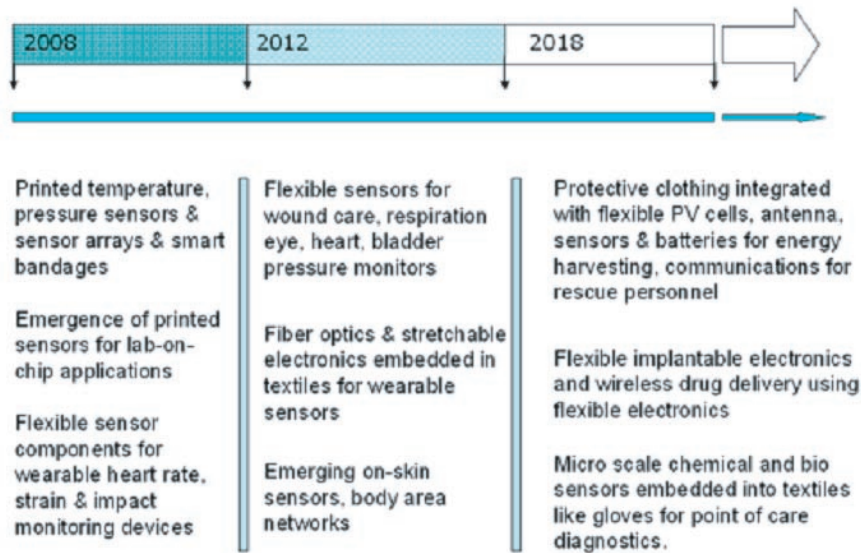 2008
2012
2018
Printed temperature,
pressure sensors &
sensor arrays & smart
bandages
Emergence of printed
sensors for lab-on-
chip applications
Flexible sensor
components for
wearable heart rate,
strain & impact
monitoring devices
Flexible sensors for
wound care, respiration
eye, heart, bladder
pressure monitors
Fiber optics & stretchable
electronics embedded in
textiles for wearable
sensors
Emerging on-skin
sensors, body area
networks
Protective clothing integrated
with flexible PV cells, antenna,
sensors & batteries for energy
harvesting, communications for
rescue personnel
Flexible implantable electronics
and wireless drug delivery using
flexible electronics
Micro scale chemical and bio
sensors embedded into textiles
like gloves for point of care
diagnostics.